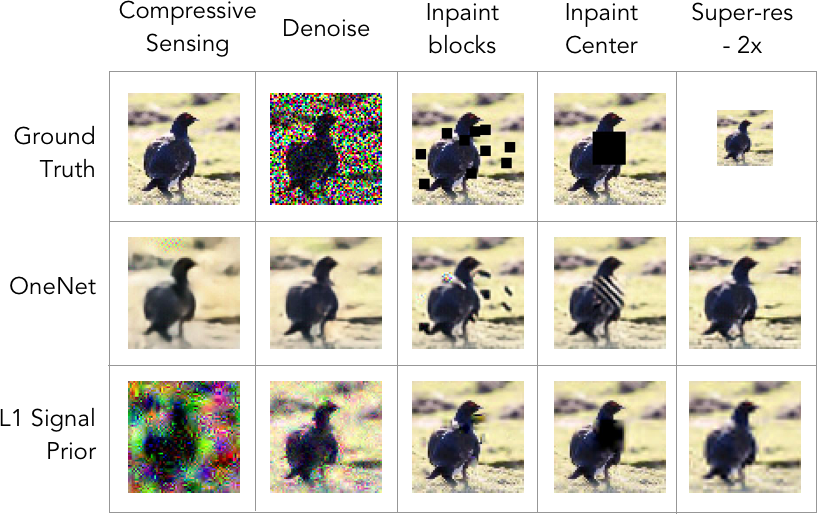 Compressive
Sensing
Denoise
Inpaint
blocks
Inpaint
Center
Super-res
- 2x
Ground
Truth
OneNet
L1 Signal
Prior